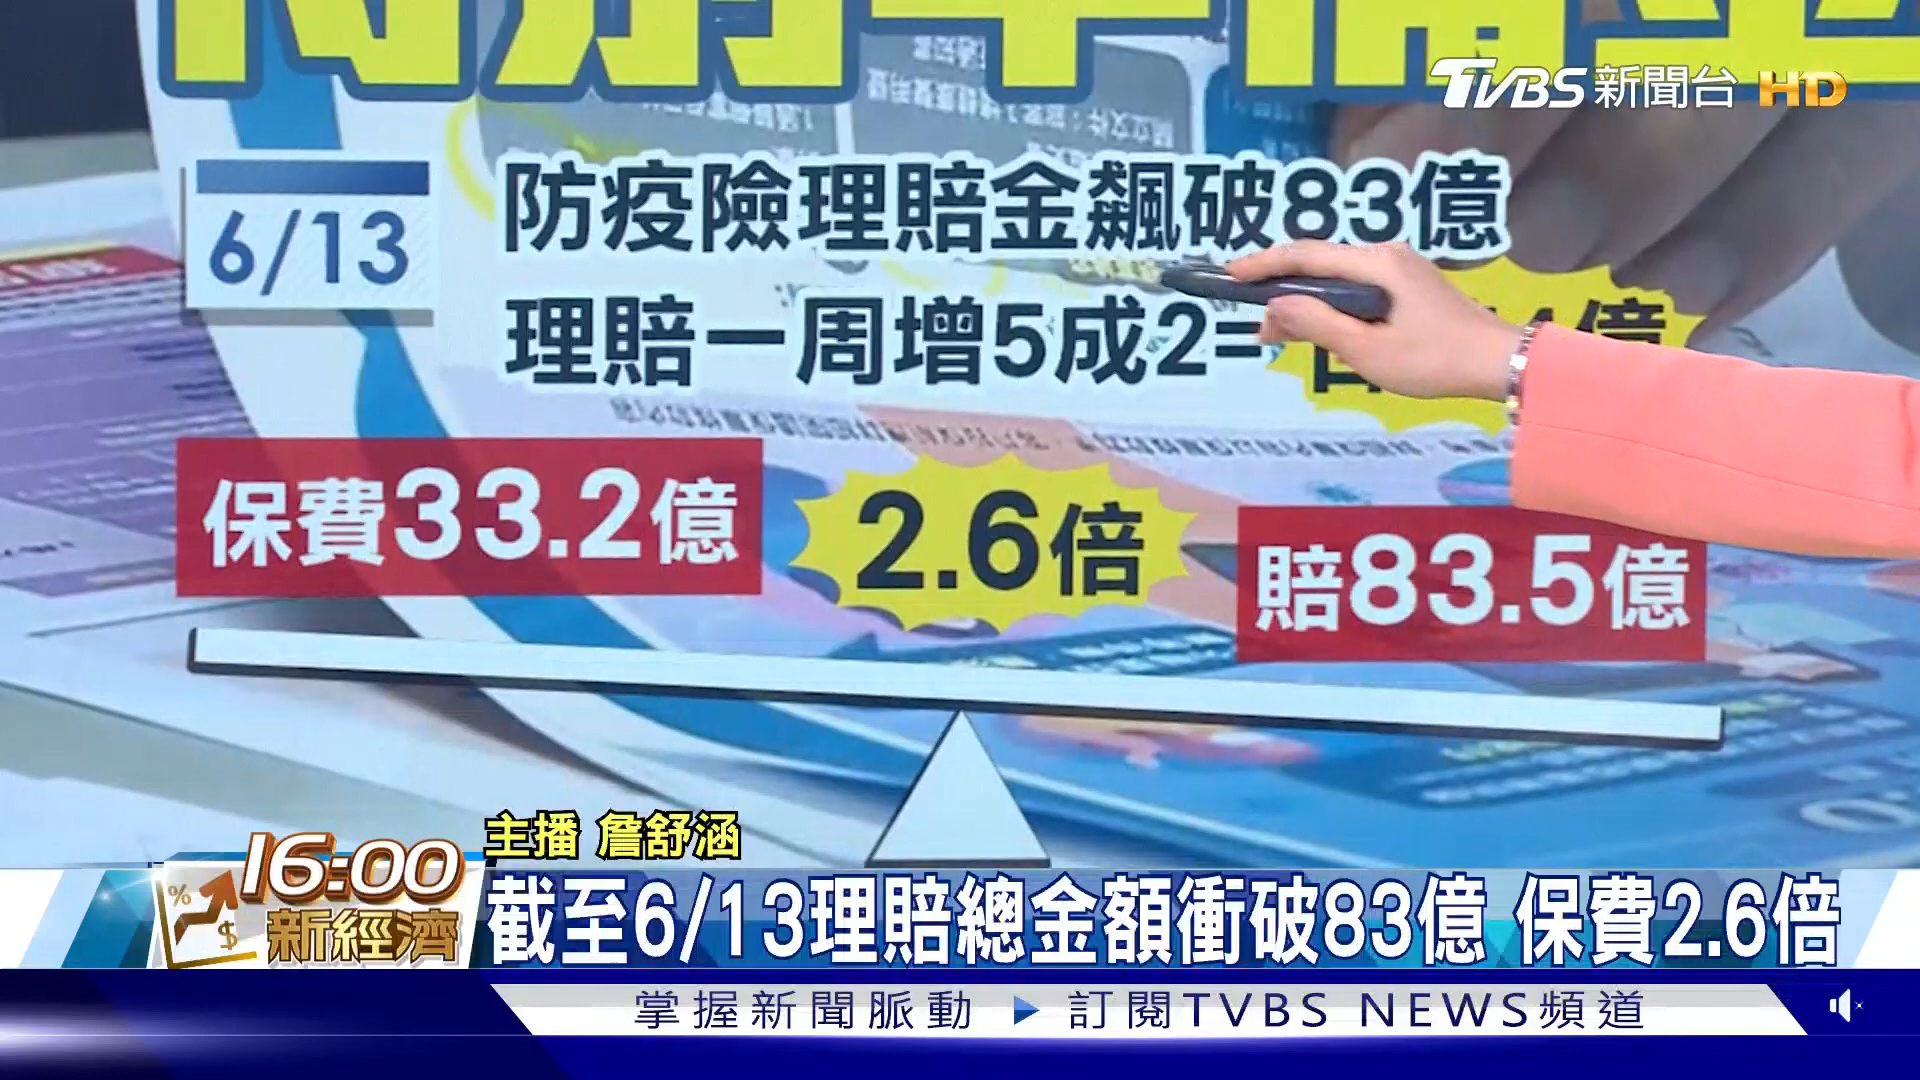 TVBS新聞台 HD
6/13
防疫險理賠金飆破83億
理賠一周增5成2=
億
保費33.2億
2.6倍
賠83.5億
主播 詹舒涵
16:00
新經濟
截至6/13理賠總金額衝破83億 保費2.6倍
掌握新聞脈動 ▶ 訂閱TVBS NEWS頻道